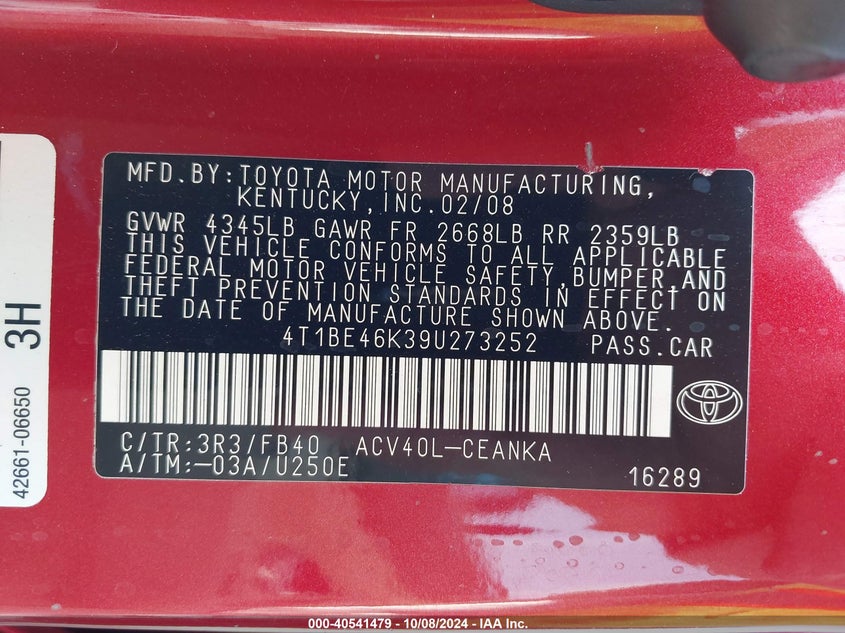 MFD.BY:TOYOTA MOTOR MANUFACTURING,
KENTUCKY,INC.02/08
GVWR 4345LB GAWR FR 2668LB RR 2359LB
THIS VEHICLE CONFORMS TO ALL APPLICABLE
FEDERAL MOTOR VEHICLE SAFETY,BUMPER,AND
THEFT PREVENTION STANDARDS IN EFFECT ON
THE DATE OF MANUFACTURE SHOWN ABOVE.
4T1BE46K39U273252 PASS.CAR
C/TR:3R3/FB40 ACV40L-CEANKA
A/TM:-03A/U250E 16289
42661-06650
3H
000-40541479 - 10/08/2024 - IAA Inc.